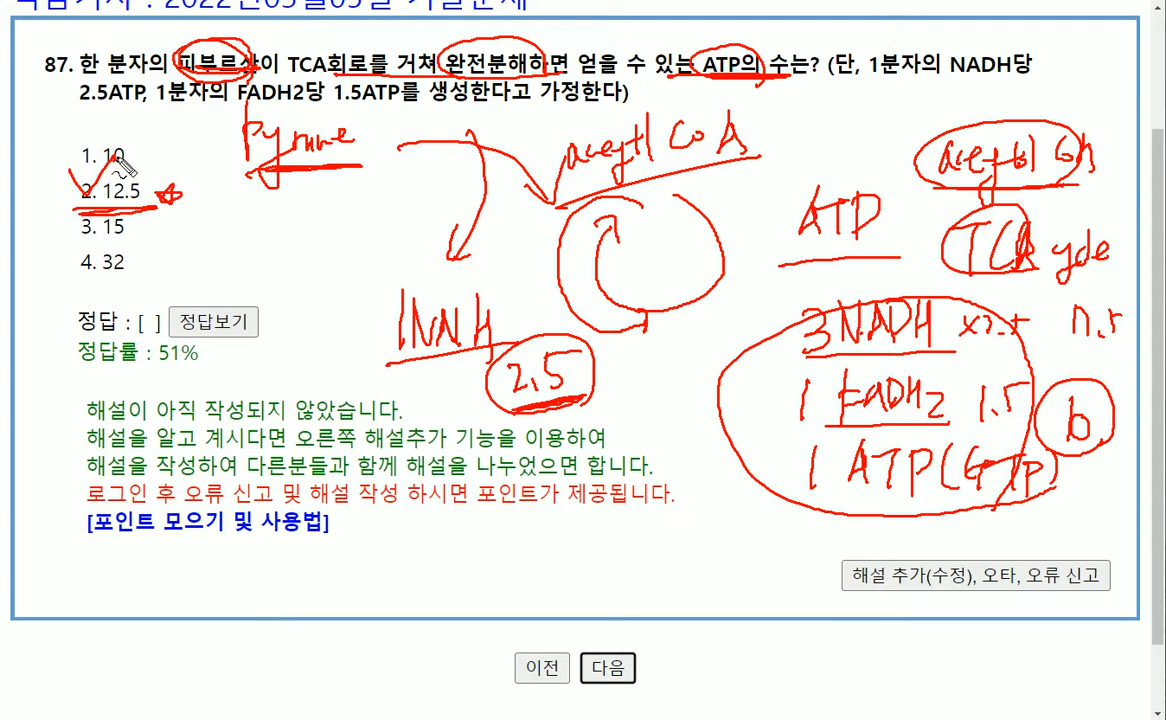 2022년03월05일 기출문제
87. 한 분자의 피부르산이 TCA회로를 거쳐 완전분해하면 얻을 수 있는 ATP의 수는? (단, 1분자의 NADH당
2.5ATP, 1분자의 FADH2당 1.5ATP를 생성한다고 가정한다)
acetyl Co A
1. 10
2. 12.5
3. 15
4. 32
ATP
TCA
정답 : [ ] 정답보기
정답률 : 51%
2.5
3 NADH
1 FADH2 1.5
1 ATP(GTP)
해설이 아직 작성되지 않았습니다.
해설을 알고 계시다면 오른쪽 해설추가 기능을 이용하여
해설을 작성하여 다른분들과 함께 해설을 나누었으면 합니다.
로그인 후 오류 신고 및 해설 작성 하시면 포인트가 제공됩니다.
[포인트 모으기 및 사용법]
해설 추가(수정), 오타, 오류 신고
이전 다음